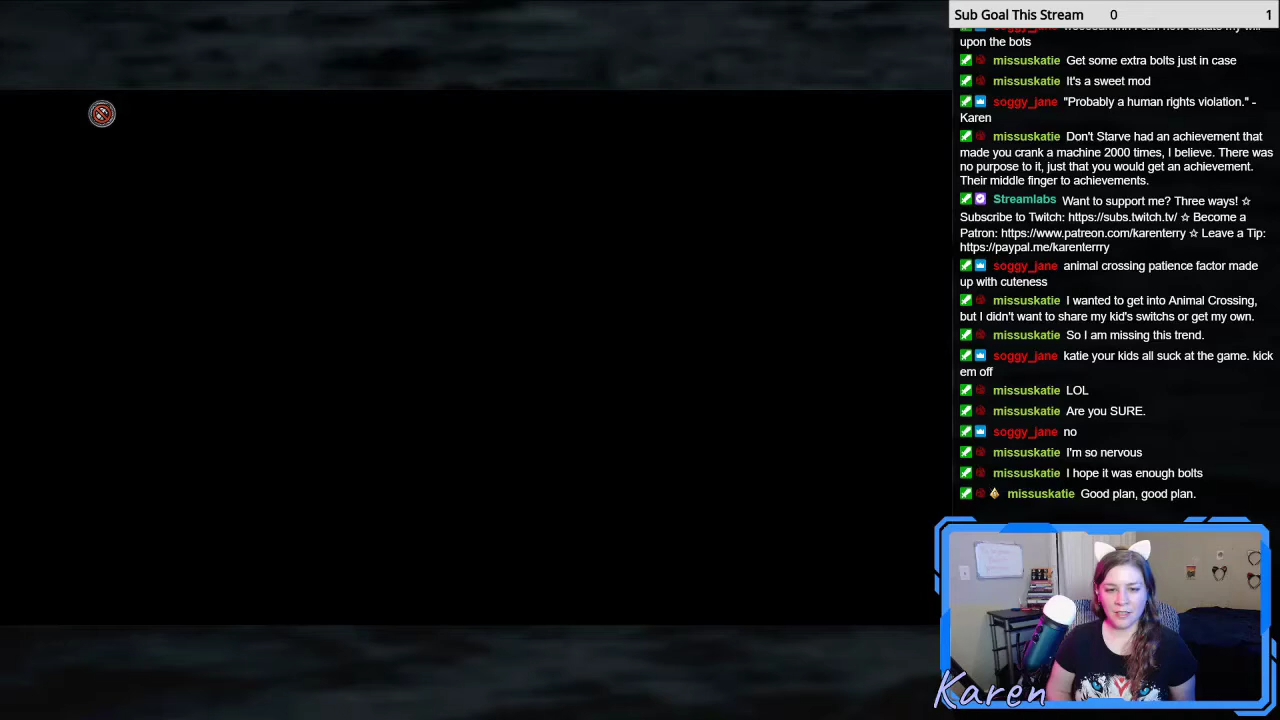 Sub Goal This Stream 0 1
upon the bots
missuskatie Get some extra bolts just in case
missuskatie It's a sweet mod
soggy_jane "Probably a human rights violation." -
Karen
missuskatie Don't Starve had an achievement that
made you crank a machine 2000 times, I believe. There was
no purpose to it, just that you would get an achievement.
Their middle finger to achievements.
Streamlabs Want to support me? Three ways! ☆
Subscribe to Twitch: https://subs.twitch.tv/ ☆ Become a
Patron: https://www.patreon.com/karenterry ☆ Leave a Tip:
https://paypal.me/karenterrry
soggy_jane animal crossing patience factor made
up with cuteness
missuskatie I wanted to get into Animal Crossing,
but I didn't want to share my kid's switchs or get my own.
missuskatie So I am missing this trend.
soggy_jane katie your kids all suck at the game. kick
em off
missuskatie LOL
missuskatie Are you SURE.
soggy_jane no
missuskatie I'm so nervous
missuskatie I hope it was enough bolts
missuskatie Good plan, good plan.
Karen